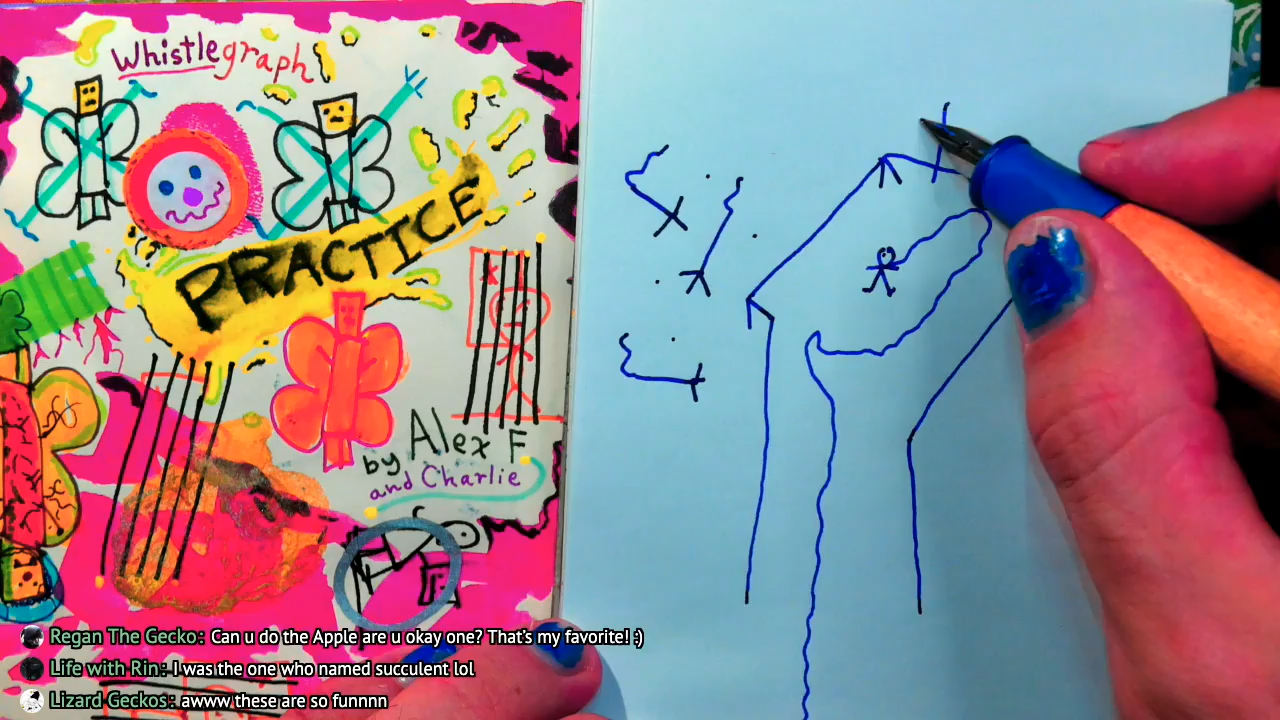 Whistlegraph
PRACTICE
by Alex F
and Charlie
Regan The Gecko: Can u do the Apple are u okay one? That's my favorite! :)
Life with Rin: I was the one who named succulent lol
Lizard Geckos: awww these are so funnnn